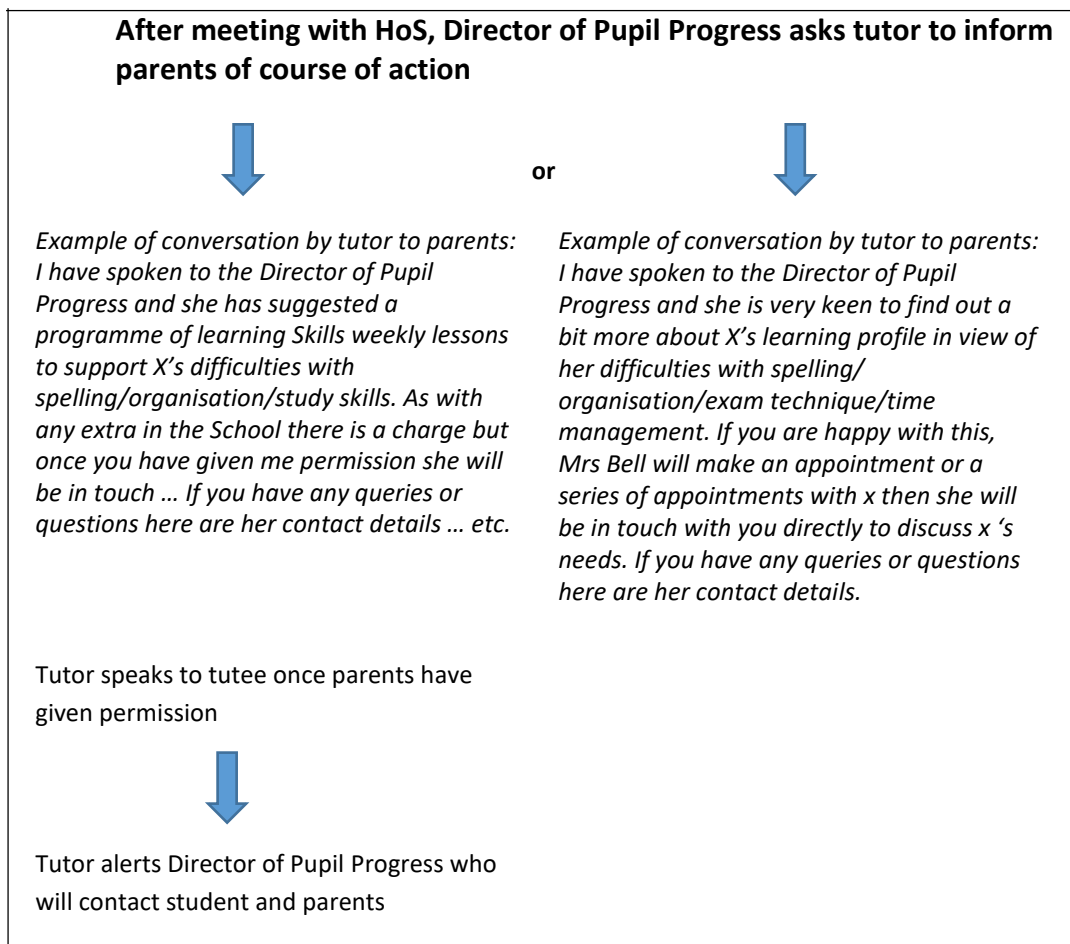 After meeting with HoS, Director of Pupil Progress asks tutor to inform
parents of course of action
or
Example of conversation by tutor to parents:
I have spoken to the Director of Pupil
Progress and she has suggested a
programme of learning Skills weekly lessons
to support X’s difficulties with
spelling/organisation/study skills. As with
any extra in the School there is a charge but
once you have given me permission she will
be in touch … If you have any queries or
questions here are her contact details … etc.
Example of conversation by tutor to parents:
I have spoken to the Director of Pupil
Progress and she is very keen to find out a
bit more about X’s learning profile in view of
her difficulties with spelling/
organisation/exam technique/time
management. If you are happy with this,
Mrs Bell will make an appointment or a
series of appointments with x then she will
be in touch with you directly to discuss x ‘s
needs. If you have any queries or questions
here are her contact details.
Tutor speaks to tutee once parents have
given permission
Tutor alerts Director of Pupil Progress who
will contact student and parents